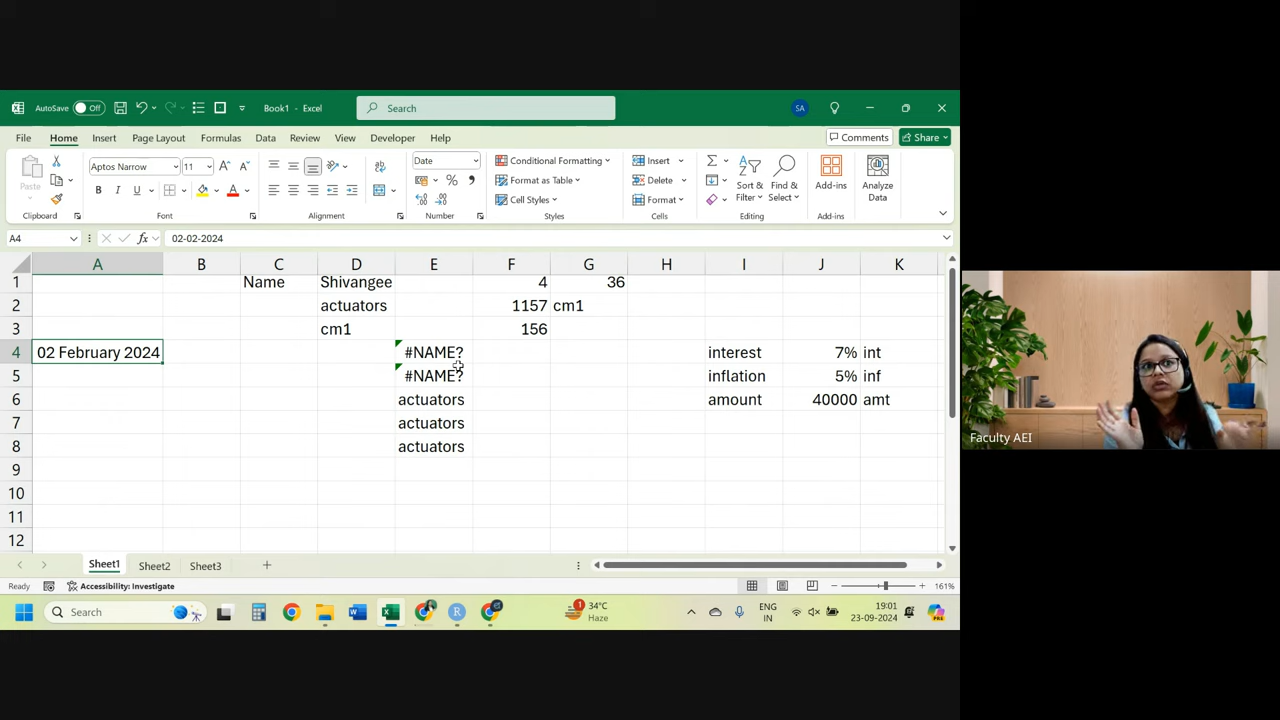 AutoSave Off Book1 - Excel Search SA
File Home Insert Page Layout Formulas Data Review View Developer Help Comments Share
Paste Aptos Narrow 11 Date Conditional Formatting Insert
B I U Format as Table Delete Sort & Filter Find & Select Add-ins Analyze Data
Cell Styles Format
Clipboard Font Alignment Number Styles Cells Editing Add-ins
A4 fx 02-02-2024
A B C D E F G H I J K
1 Name Shivangee 4 36
2 actuators 1157 cm1
3 cm1 156
4 02 February 2024 #NAME? interest 7% int
5 #NAME? inflation 5% inf
6 actuators amount 40000 amt
7 actuators
8 actuators
9
10
11
12
Faculty AEI
Sheet1 Sheet2 Sheet3
Ready Accessibility: Investigate 161%
Search 1 34°C Haze ENG IN 19:01 23-09-2024